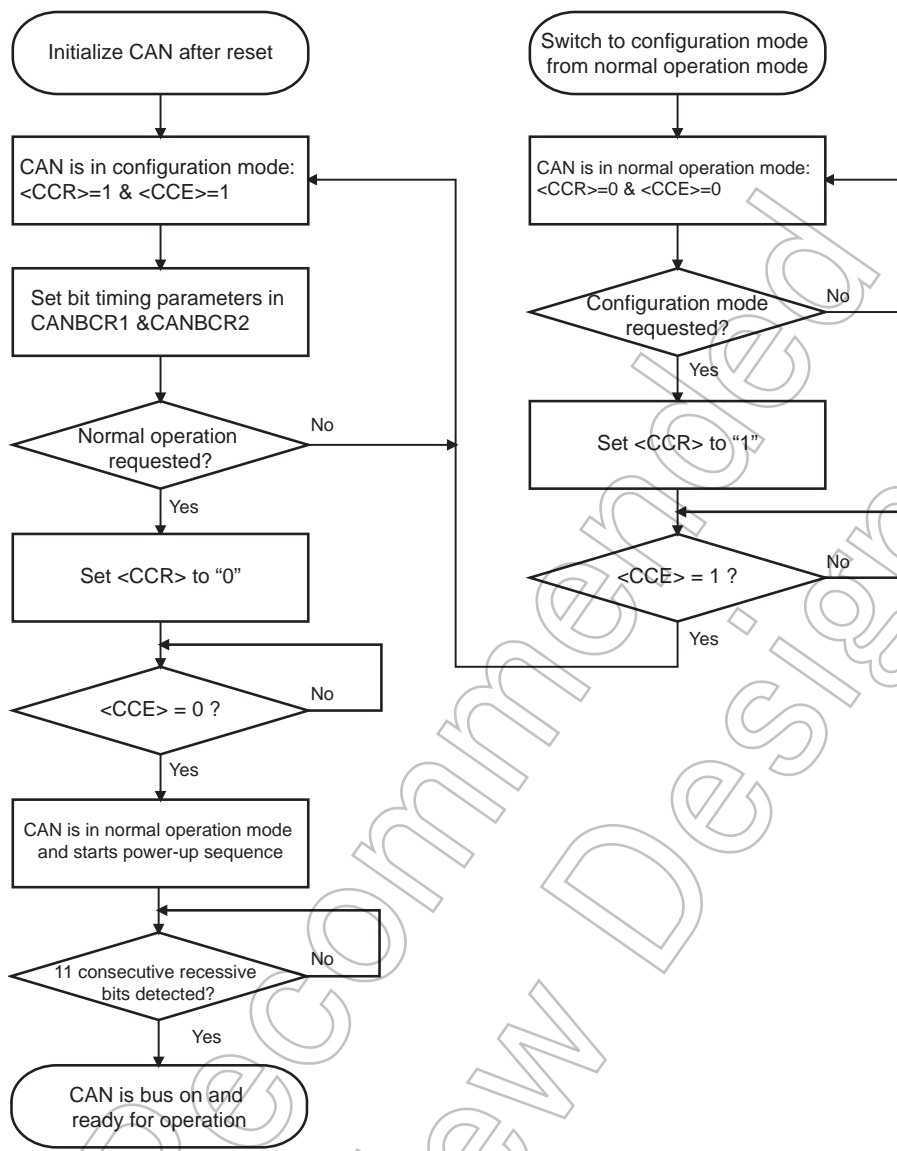 Initialize CAN after reset
CAN is in configuration mode:
<CCR>=1 & <CCE>=1
Set bit timing parameters in
CANBCR1 &CANBCR2
Normal operation
requested?
No
Yes
Set <CCR> to “0”
<CCE> = 0 ?
No
Yes
CAN is in normal operation mode
and starts power-up sequence
11 consecutive recessive
bits detected?
No
Yes
CAN is bus on and
ready for operation
Switch to configuration mode
from normal operation mode
CAN is in normal operation mode:
<CCR>=0 & <CCE>=0
Configuration mode
requested?
No
Yes
Set <CCR> to “1”
<CCE> = 1 ?
No
Yes
Recommended
ew Design